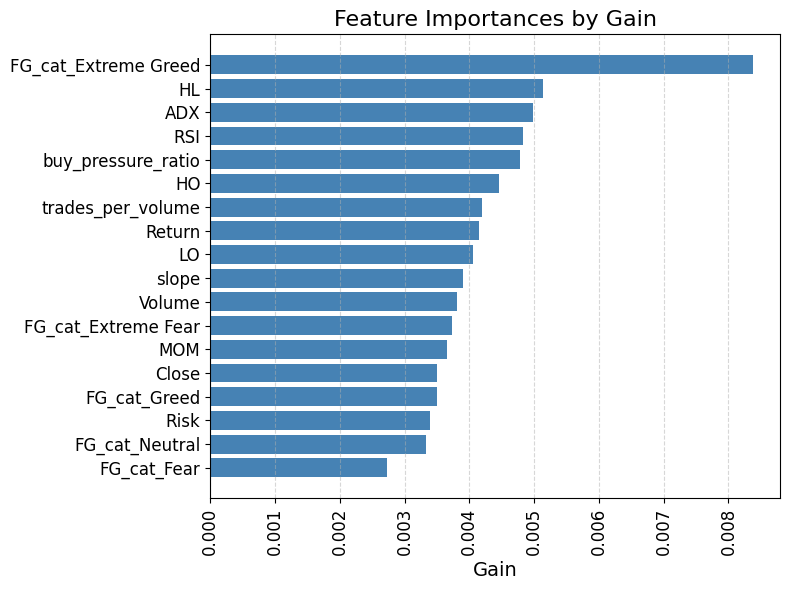 Feature Importances by Gain
FG_cat_Extreme Greed
HL
ADX
RSI
buy_pressure_ratio
HO
trades_per_volume
Return
LO
slope
Volume
FG_cat_Extreme Fear
MOM
Close
FG_cat_Greed
Risk
FG_cat_Neutral
FG_cat_Fear
0.000
0.001
0.002
0.003
0.004
0.005
0.006
0.007
0.008
Gain